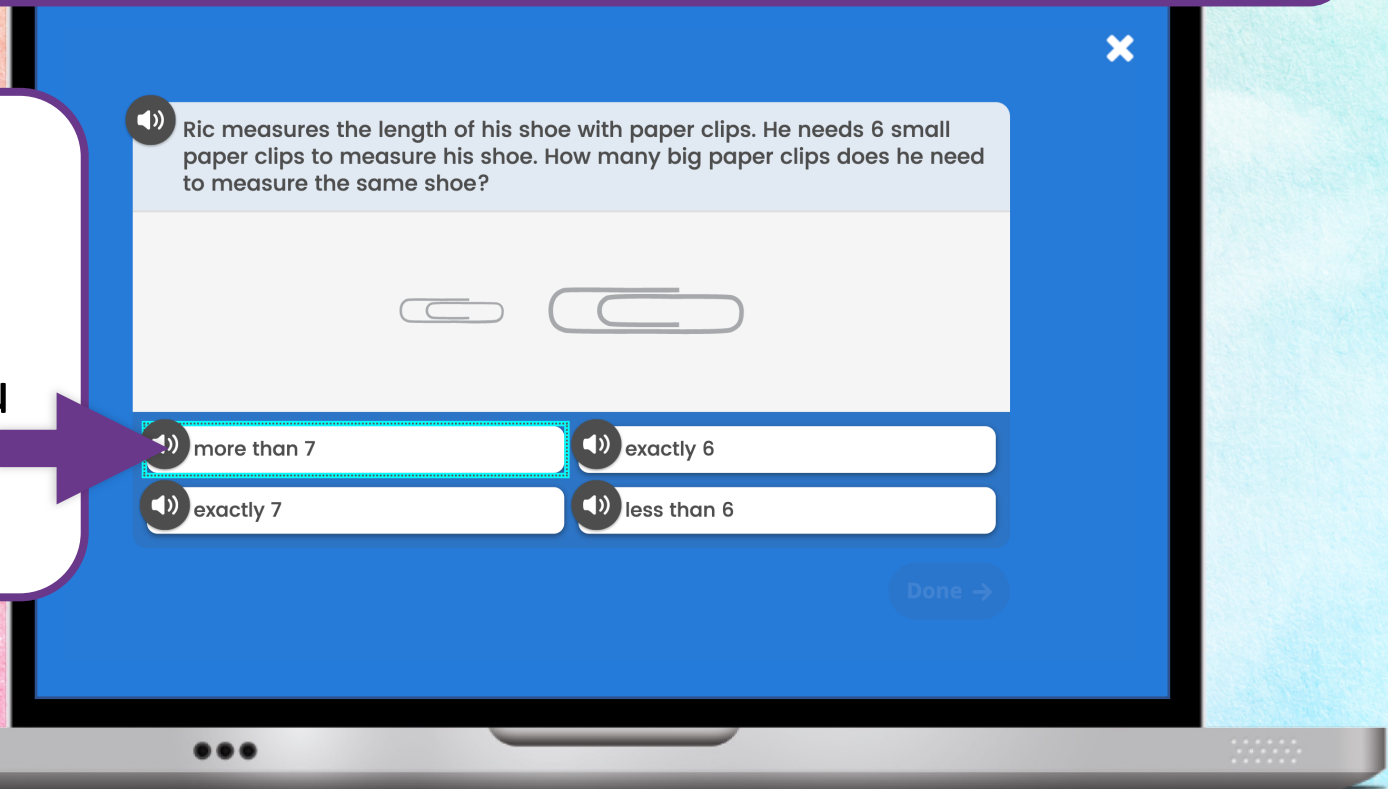 Ric measures the length of his shoe with paper clips. He needs 6 small
paper clips to measure his shoe. How many big paper clips does he need
to measure the same shoe?
more than 7
exactly 6
exactly 7
less than 6
Done